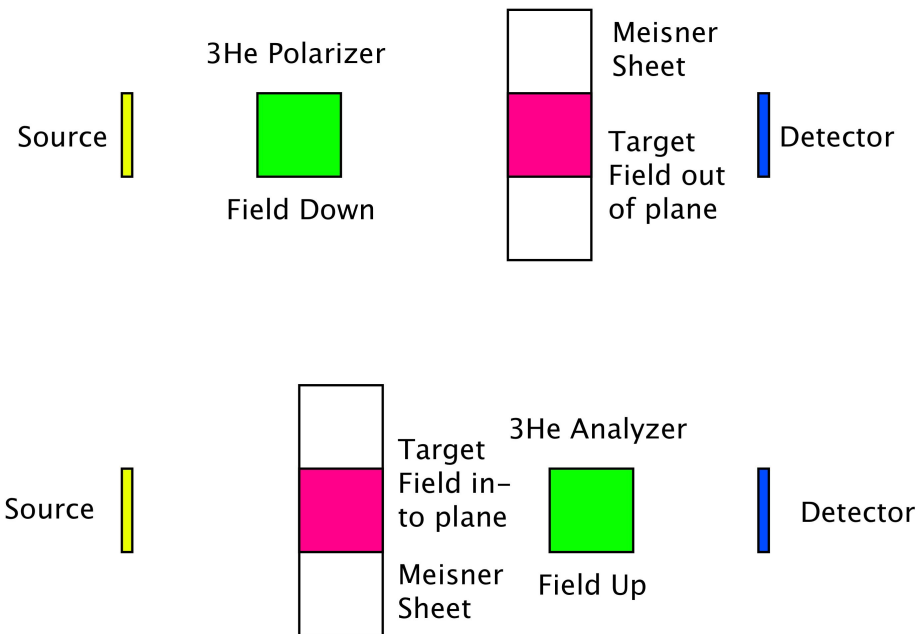 3He Polarizer
Meisner
Sheet
Source
Target
Field out
of plane
Detector
Field Down
3He Analyzer
Target
Field in-
to plane
Source
Detector
Meisner
Sheet
Field Up